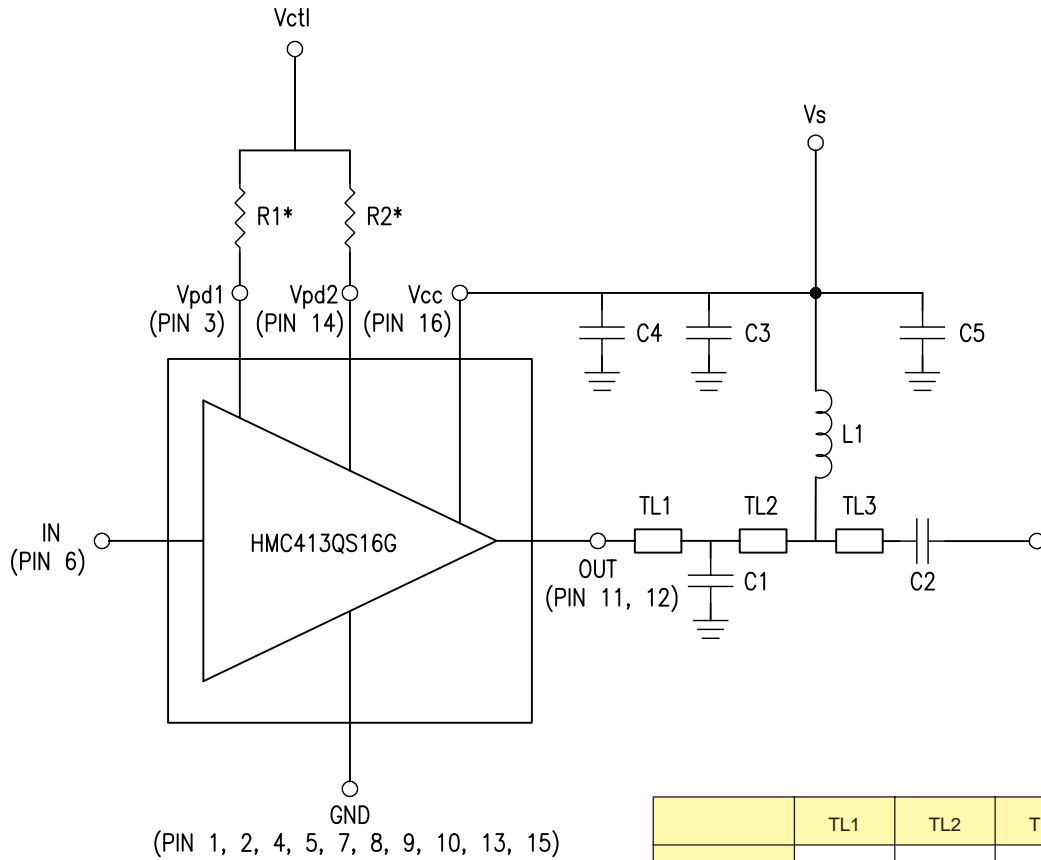 Vctl
Vs
R1*
R2*
Vpd1
(PIN 3)
Vpd2
(PIN 14)
Vcc
(PIN 16)
C4
C3
C5
L1
IN
(PIN 6)
HMC413QS16G
TL1
TL2
TL3
OUT
(PIN 11, 12)
C1
C2
GND
(PIN 1, 2, 4, 5, 7, 8, 9, 10, 13, 15)
TL1
TL2